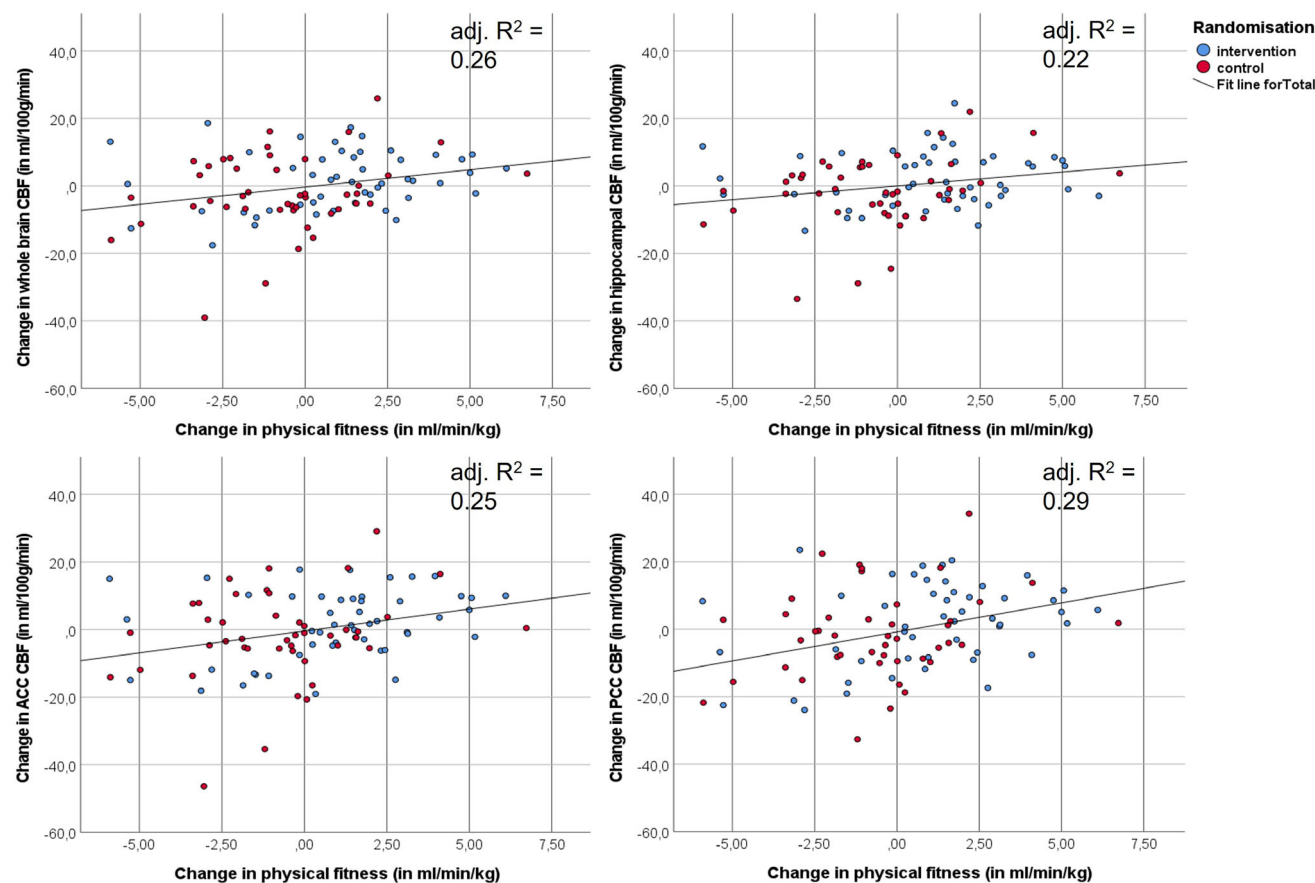 adj. R² =
0.26
40,0
20,0
,0
-20,0
-40,0
-60,0
Change in whole brain CBF (in ml/100g/min)
-5,00 -2,50 ,00 2,50 5,00 7,50
Change in physical fitness (in ml/min/kg)
adj. R² =
0.22
40,0
20,0
,0
-20,0
-40,0
-60,0
Change in hippocampal CBF (in ml/100g/min)
-5,00 -2,50 ,00 2,50 5,00 7,50
Change in physical fitness (in ml/min/kg)
Randomisation
intervention
control
Fit line forTotal
adj. R² =
0.25
40,0
20,0
,0
-20,0
-40,0
-60,0
Change in ACC CBF (in ml/100g/min)
-5,00 -2,50 ,00 2,50 5,00 7,50
Change in physical fitness (in ml/min/kg)
adj. R² =
0.29
40,0
20,0
,0
-20,0
-40,0
-60,0
Change in PCC CBF (in ml/100g/min)
-5,00 -2,50 ,00 2,50 5,00 7,50
Change in physical fitness (in ml/min/kg)